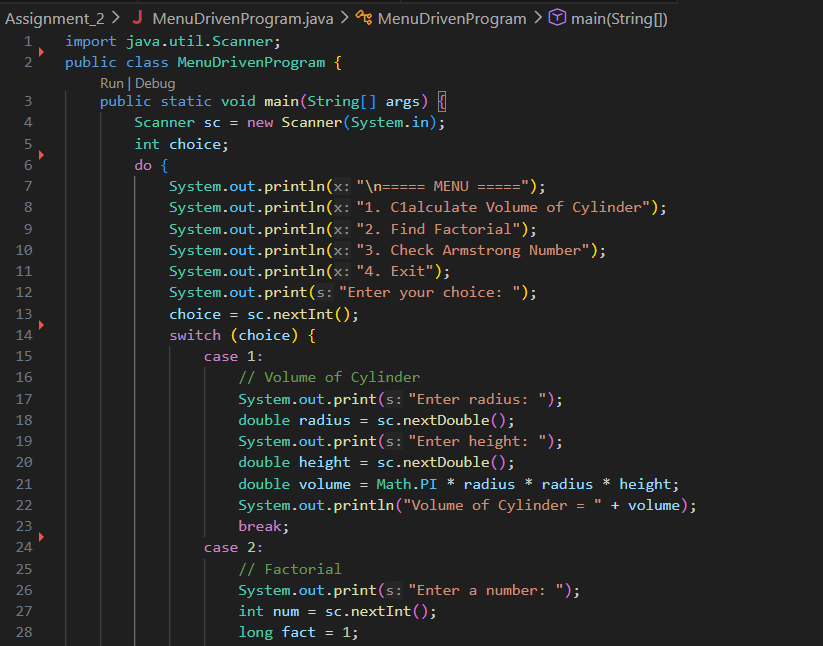 Assignment_2 > J MenuDrivenProgram.java > MenuDrivenProgram > main(String[])
1 import java.util.Scanner;
2 public class MenuDrivenProgram {
Run | Debug
3 public static void main(String[] args) {
4 Scanner sc = new Scanner(System.in);
5 int choice;
6 do {
7 System.out.println(x: "\n===== MENU =====");
8 System.out.println(x: "1. C1alculate Volume of Cylinder");
9 System.out.println(x: "2. Find Factorial");
10 System.out.println(x: "3. Check Armstrong Number");
11 System.out.println(x: "4. Exit");
12 System.out.print(s: "Enter your choice: ");
13 choice = sc.nextInt();
14 switch (choice) {
15 case 1:
16 // Volume of Cylinder
17 System.out.print(s: "Enter radius: ");
18 double radius = sc.nextDouble();
19 System.out.print(s: "Enter height: ");
20 double height = sc.nextDouble();
21 double volume = Math.PI * radius * radius * height;
22 System.out.println("Volume of Cylinder = " + volume);
23 break;
24 case 2:
25 // Factorial
26 System.out.print(s: "Enter a number: ");
27 int num = sc.nextInt();
28 long fact = 1;